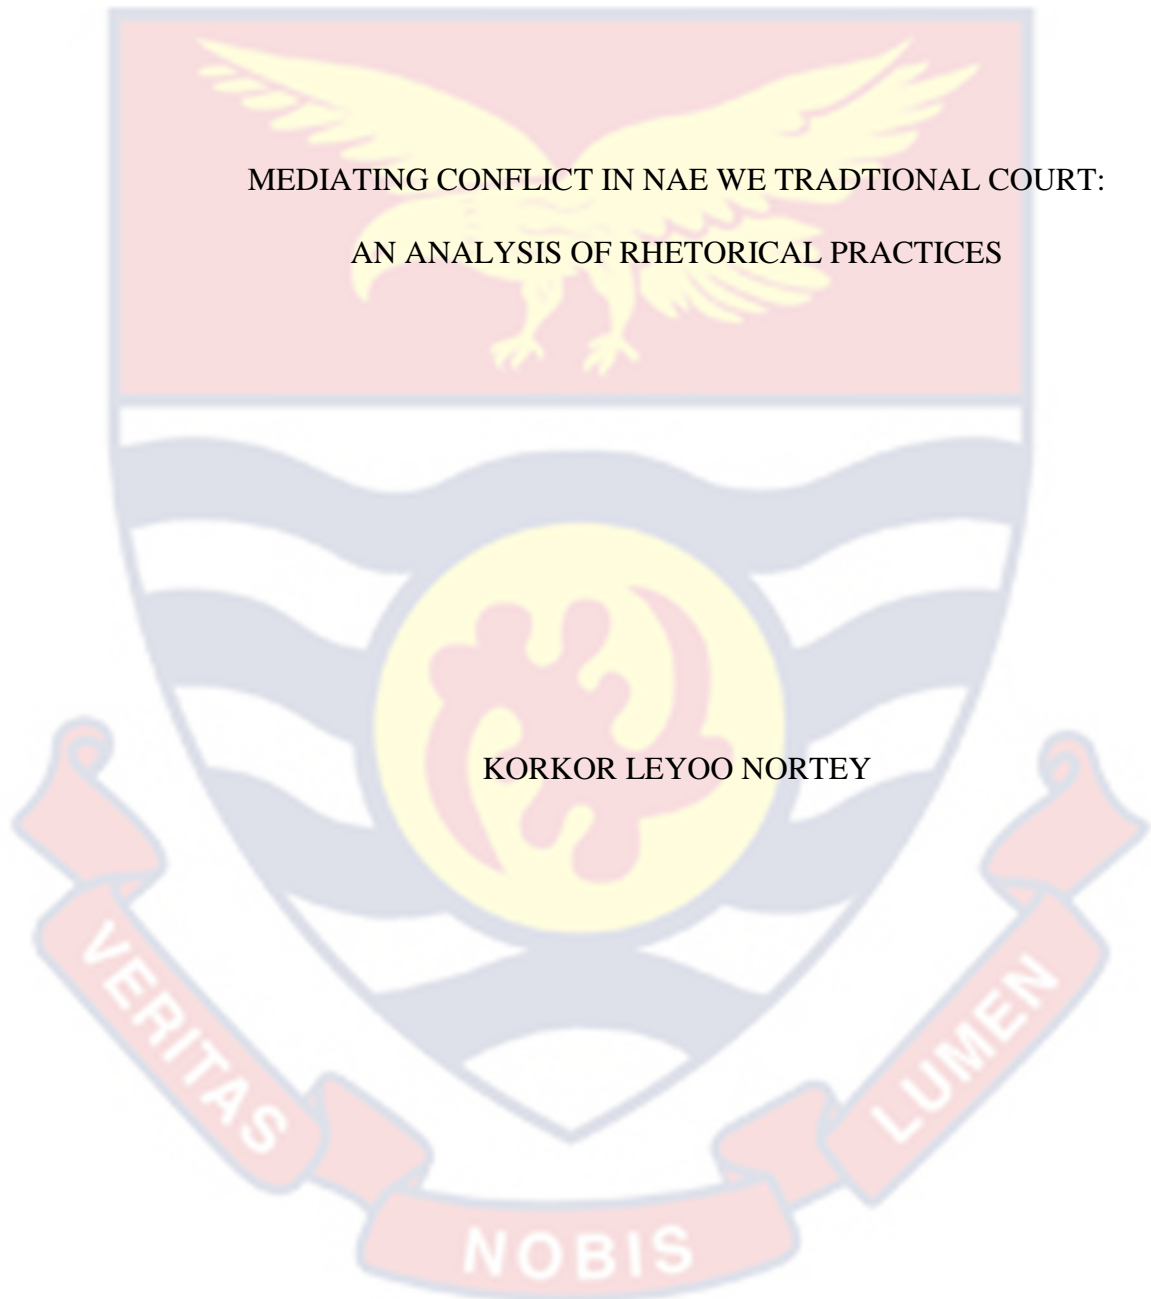 MEDIATING CONFLICT IN NAE WE TRADTIONAL COURT:
AN ANALYSIS OF RHETORICAL PRACTICES
KORKOR LEYOO NORTEY
VERITAS
NOBIS
LUMEN